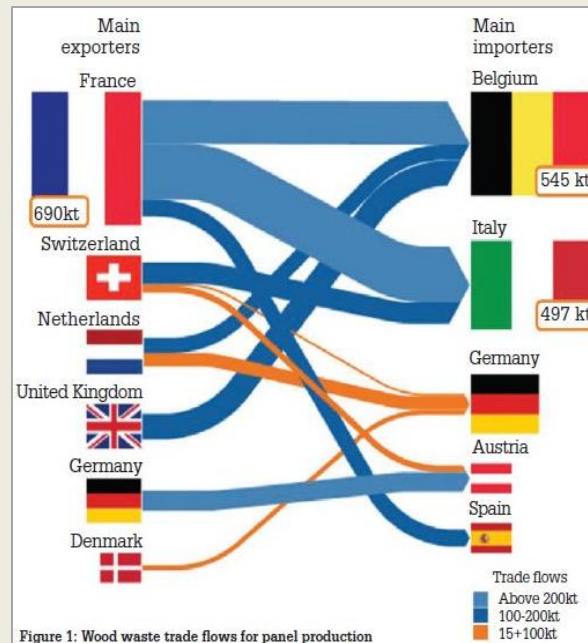 Main
exporters
France
690kt
Switzerland
Netherlands
United Kingdom
Germany
Denmark
Main
importers
Belgium
545 kt
Italy
497 kt
Germany
Austria
Spain
Trade flows
Above 200kt
100-200kt
15+100kt
Figure 1: Wood waste trade flows for panel production